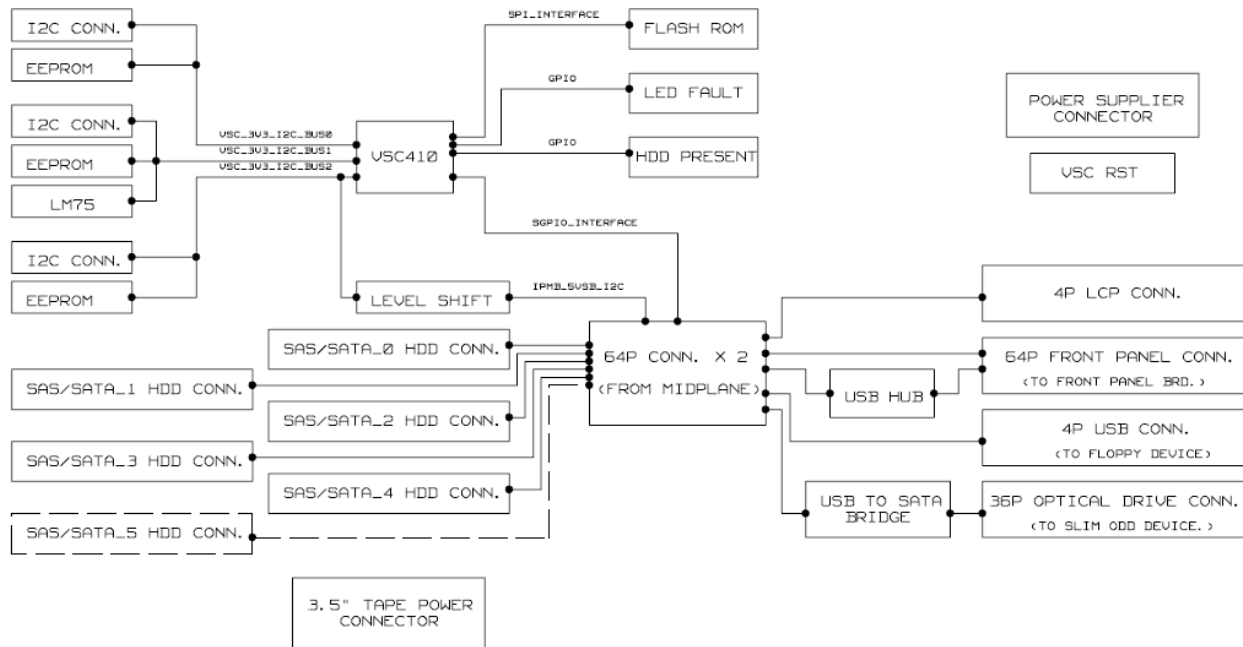 I2C CONN.
EEPROM
I2C CONN.
EEPROM
LM75
I2C CONN.
EEPROM
VSC_3V3_I2C_BUS0
VSC_3V3_I2C_BUS1
VSC_3V3_I2C_BUS2
VSC410
SPI_INTERFACE
FLASH ROM
GPIO
LED FAULT
GPIO
HDD PRESENT
SGPIO_INTERFACE
POWER SUPPLIER
CONNECTOR
VSC RST
LEVEL SHIFT
IPMB_5VSB_I2C
SAS/SATA_0 HDD CONN.
SAS/SATA_1 HDD CONN.
SAS/SATA_2 HDD CONN.
SAS/SATA_3 HDD CONN.
SAS/SATA_4 HDD CONN.
SAS/SATA_5 HDD CONN.
64P CONN. X 2
(FROM MIDPLANE)
4P LCP CONN.
64P FRONT PANEL CONN.
(TO FRONT PANEL BRD.)
USB HUB
4P USB CONN.
(TO FLOPPY DEVICE)
USB TO SATA
BRIDGE
36P OPTICAL DRIVE CONN.
(TO SLIM ODD DEVICE.)
3.5" TAPE POWER
CONNECTOR